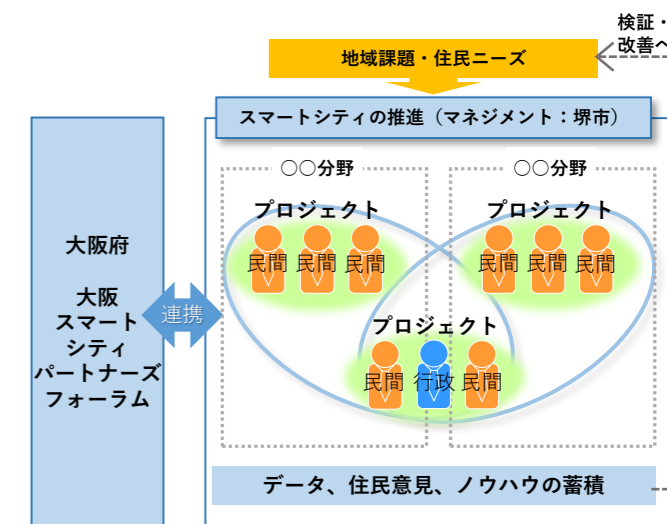 検証・
改善へ
地域課題・住民ニーズ
スマートシティの推進（マネジメント：堺市）
〇〇分野
〇〇分野
プロジェクト
プロジェクト
民間 民間 民間
民間 民間 民間
大阪府
大阪
スマート
シティ
パートナーズ
フォーラム
連携
プロジェクト
民間 行政 民間
データ、住民意見、ノウハウの蓄積